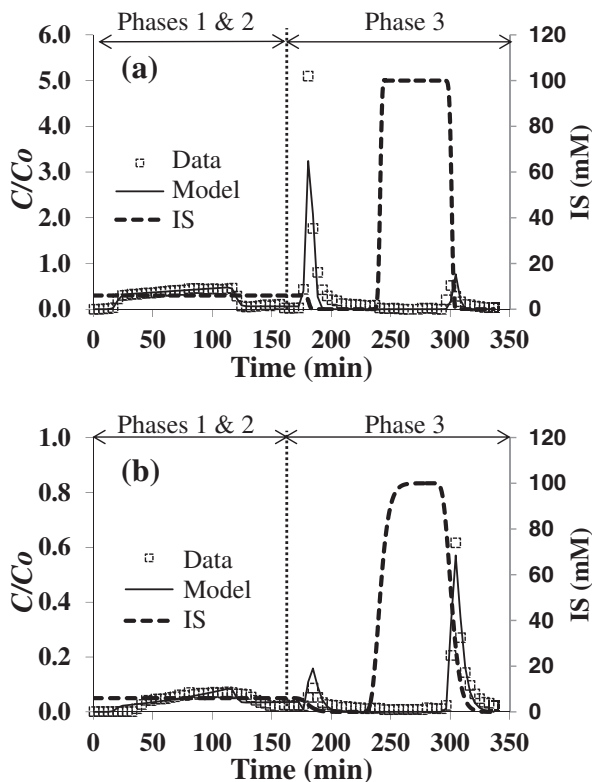 Phases 1 & 2 Phase 3
(a)
C/Co
6.0
5.0
4.0
3.0
2.0
1.0
0.0
Data
Model
IS
120
100
80
60
40
20
0
IS (mM)
0 50 100 150 200 250 300 350
Time (min)
Phases 1 & 2 Phase 3
(b)
C/Co
1.0
0.8
0.6
0.4
0.2
0.0
Data
Model
IS
120
100
80
60
40
20
0
IS (mM)
0 50 100 150 200 250 300 350
Time (min)